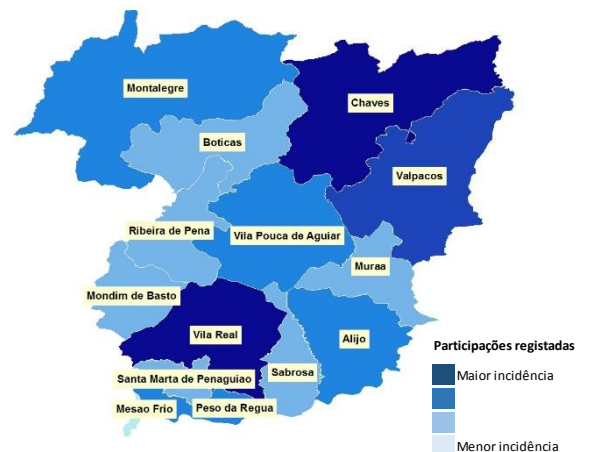 Montalegre
Chaves
Boticas
Valpacos
Ribeira de Pena
Vila Pouca de Aguiar
Muraa
Mondim de Basto
Vila Real
Alijo
Participações registadas
Sabrosa
Santa Marta de Penaguiao
Maior incidência
Mesao Frio
Peso da Regua
Menor incidência